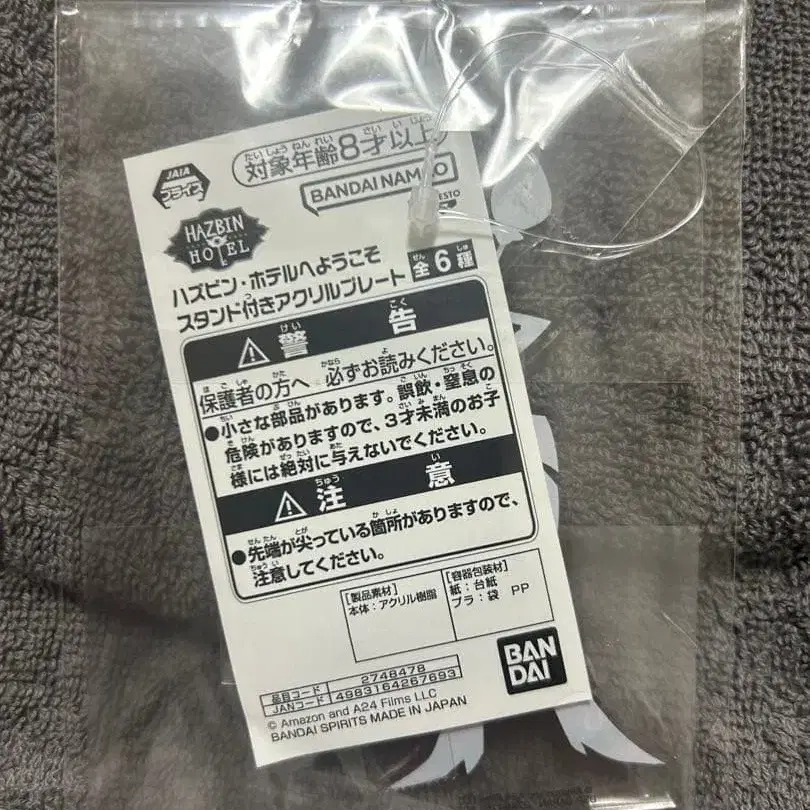 対象年齢8才以上
JAIA
プライズ
BANDAI NAMCO
HAZBIN
HOTEL
ハズビン・ホテルへようこそ
スタンド付きアクリルプレート 全6種
警告
保護者の方へ 必ずお読みください。
●小さな部品があります。誤飲・窒息の
危険がありますので、3才未満のお子
様には絶対に与えないでください。
注意
●先端が尖っている箇所がありますので、
注意してください。
[製品素材]
本体:アクリル樹脂
[容器包装材]
紙:台紙
プラ:袋 PP
品目コード 2748478
JANコード 4983164267693
© Amazon and A24 Films LLC
BANDAI SPIRITS MADE IN JAPAN
BAN
DAI